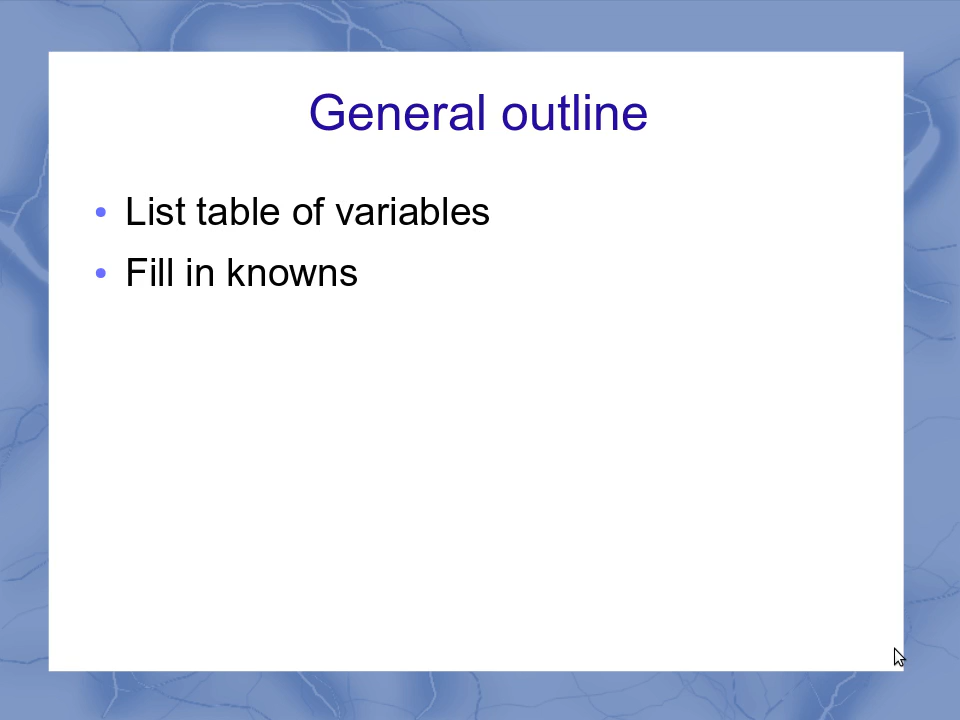 General outline
• List table of variables
• Fill in knowns